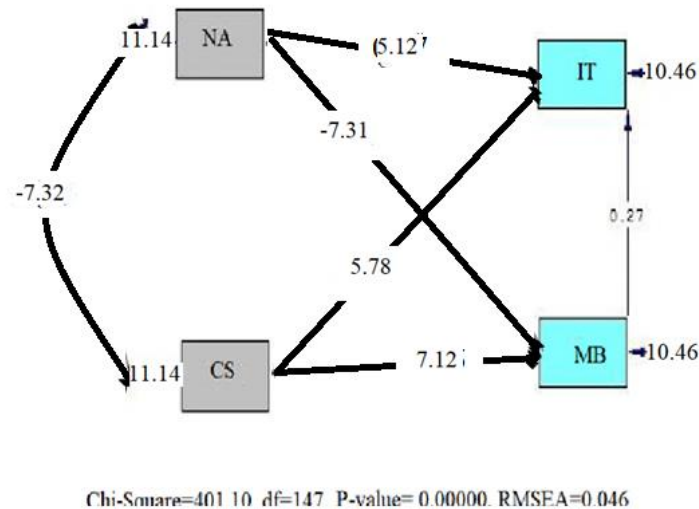 11.14 NA
5.12
IT
10.46
-7.31
-7.32
0.27
5.78
11.14 CS
7.12
MB
10.46
Chi-Square=401.10, df=147, P-value= 0.00000, RMSEA=0.046